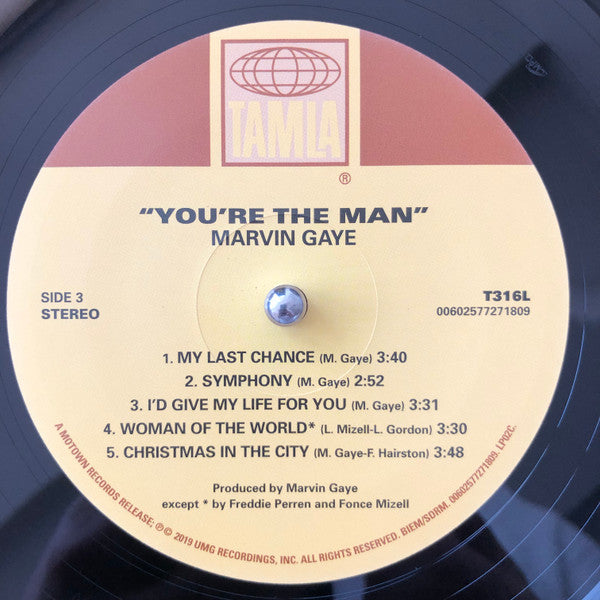 TAMLA
®
"YOU'RE THE MAN"
MARVIN GAYE
SIDE 3
STEREO
T316L
00602577271809
1. MY LAST CHANCE (M. Gaye) 3:40
2. SYMPHONY (M. Gaye) 2:52
3. I'D GIVE MY LIFE FOR YOU (M. Gaye) 3:31
4. WOMAN OF THE WORLD* (L. Mizell-L. Gordon) 3:30
5. CHRISTMAS IN THE CITY (M. Gaye-F. Hairston) 3:48
Produced by Marvin Gaye
except * by Freddie Perren and Fonce Mizell
A MOTOWN RECORDS RELEASE; ℗© 2019 UMG RECORDINGS, INC. ALL RIGHTS RESERVED. BIEM/SDRM. 00602577271809. LP02C.